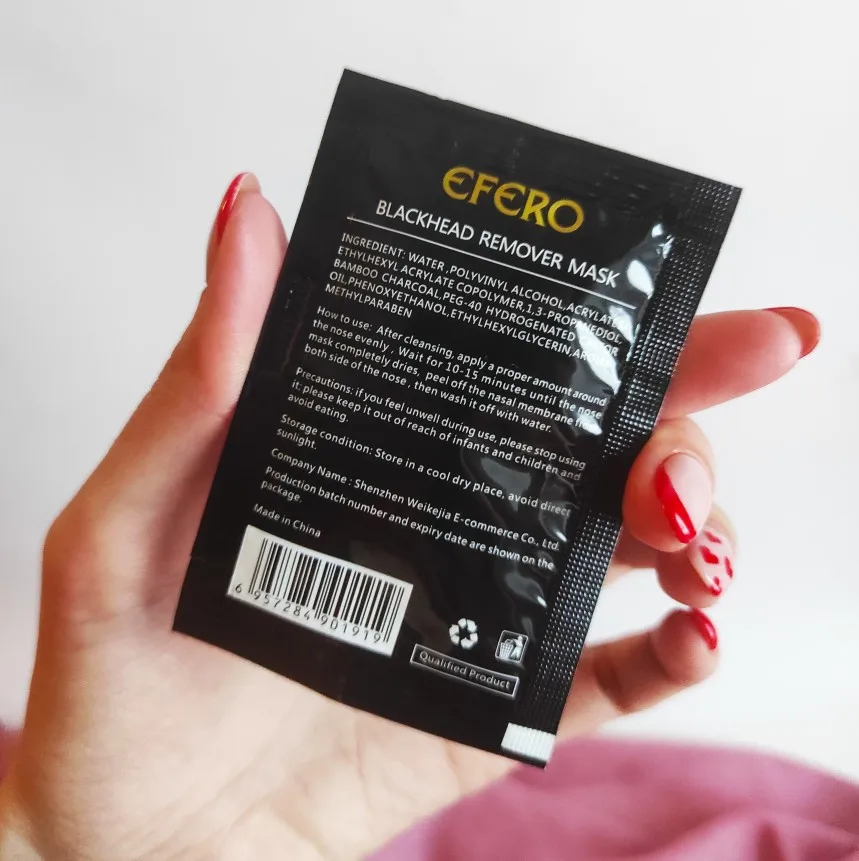 EFERO
BLACKHEAD REMOVER MASK
INGREDIENT: WATER ,POLYVINYL ALCOHOL,ACRYLATE
ETHYLHEXYL ACRYLATE COPOLYMER,1,3-PROPANEDIOL,
BAMBOO CHARCOAL,PEG-40 HYDROGENATED
OIL,PHENOXYETHANOL,ETHYLHEXYLGLYCERIN,
METHYLPARABEN
How to use: After cleansing, apply a proper amount around
the nose evenly , Wait for 10-15 minutes until the nose
mask completely dries, peel off the nasal membrane
both side of the nose , then wash it off with water.
Precautions: if you feel unwell during use, please stop using
it; please keep it out of reach of infants and children and
avoid eating.
Storage condition: Store in a cool dry place, avoid direct
sunlight.
Company Name : Shenzhen Weikejia E-commerce Co., Ltd.
Production batch number and expiry date are shown on the
package.
Made in China
6 957284 901919
Qualified Product